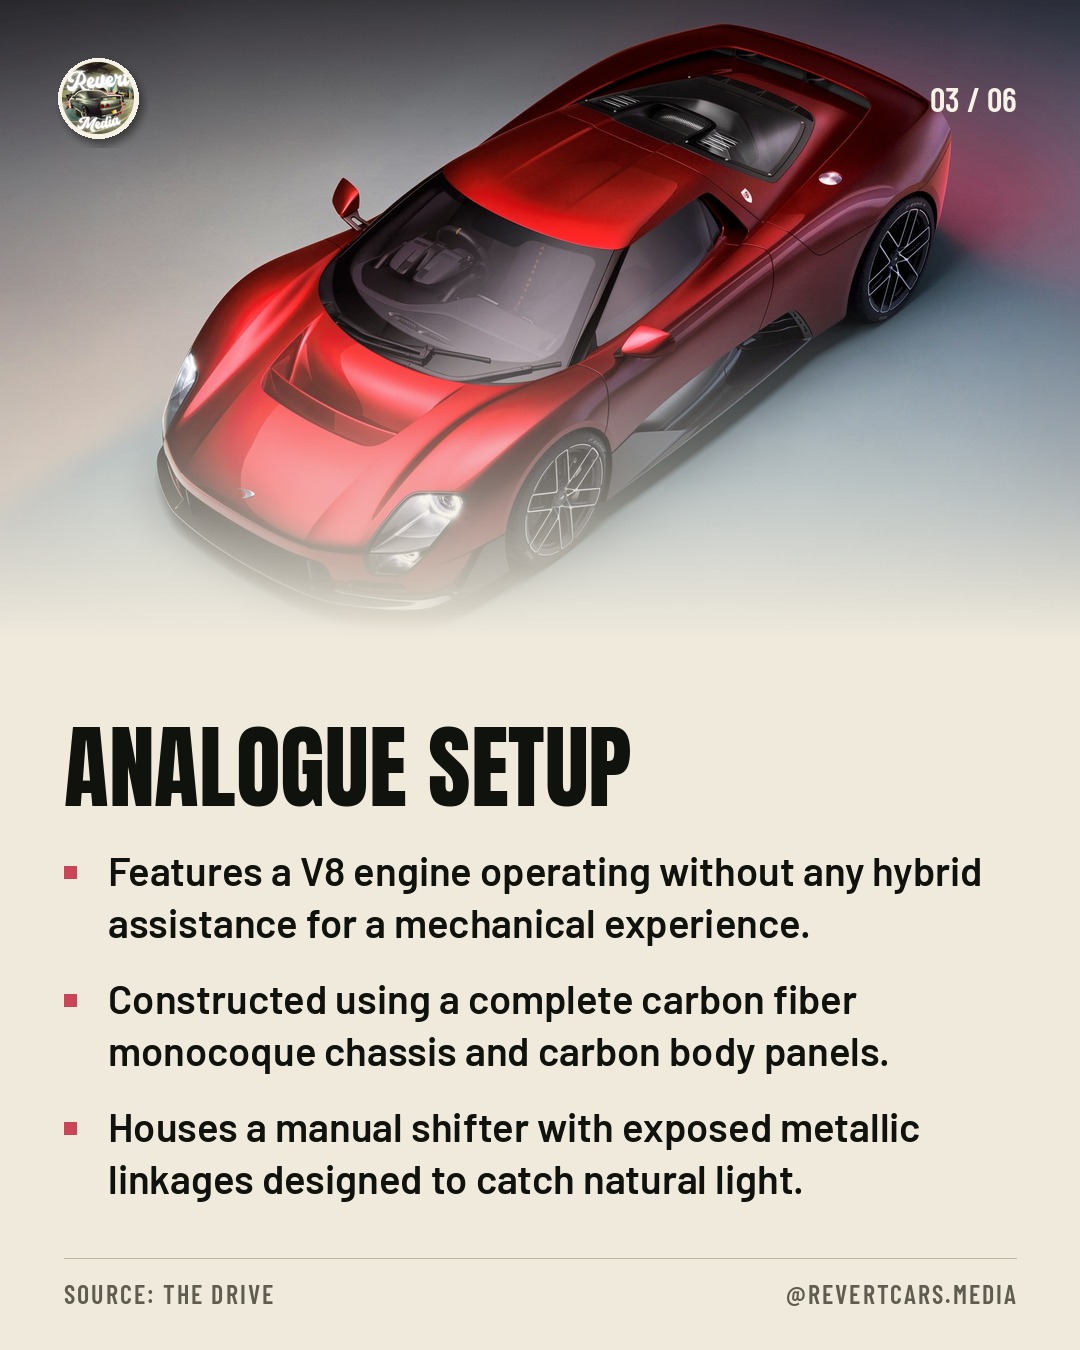 Revert
Media
03 / 06
ANALOGUE SETUP
Features a V8 engine operating without any hybrid
assistance for a mechanical experience.
Constructed using a complete carbon fiber
monocoque chassis and carbon body panels.
Houses a manual shifter with exposed metallic
linkages designed to catch natural light.
SOURCE: THE DRIVE
@REVERTCARS.MEDIA